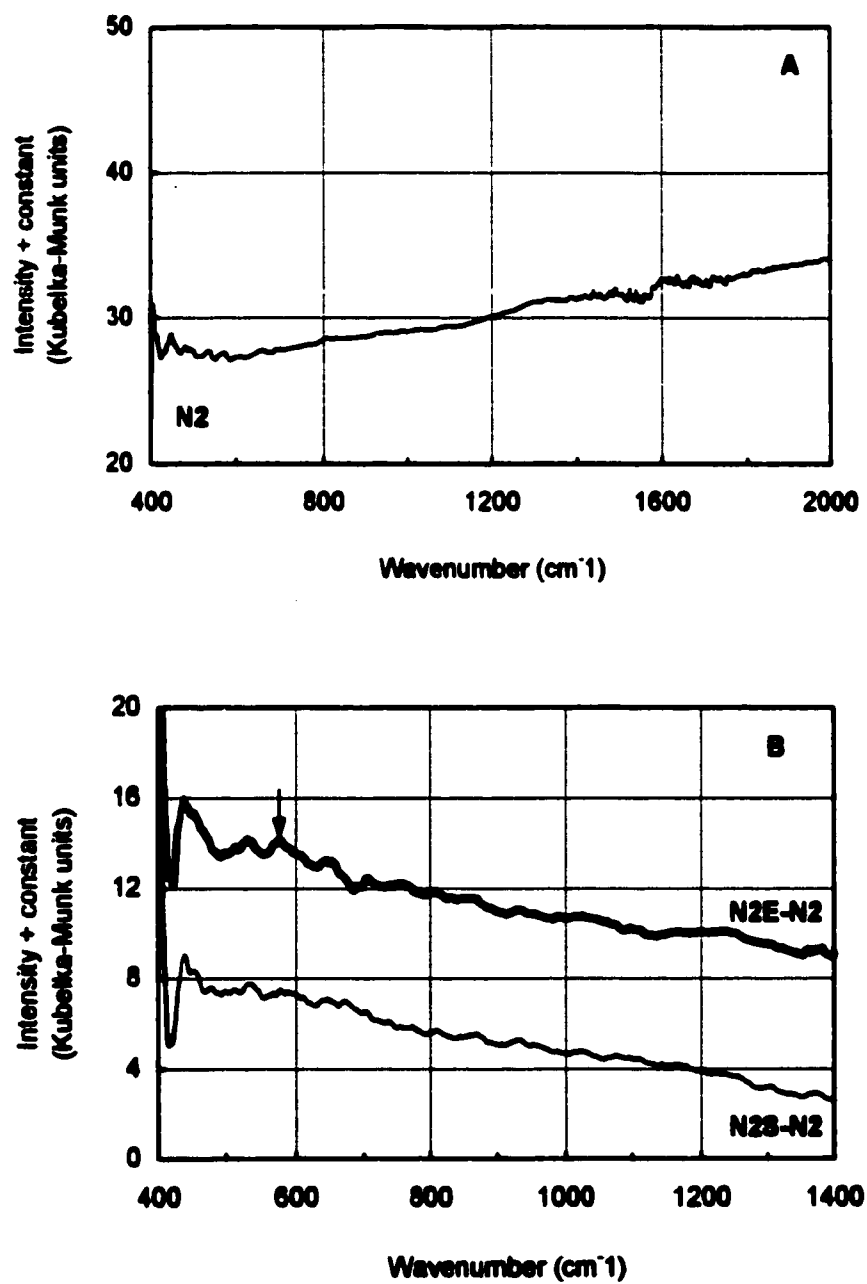 A
Intensity + constant
(Kubelka-Munk units)
50
40
30
20
N2
400
800
1200
1600
2000
Wavenumber (cm-1)
B
Intensity + constant
(Kubelka-Munk units)
20
16
12
8
4
0
N2E-N2
N2S-N2
400
600
800
1000
1200
1400
Wavenumber (cm-1)